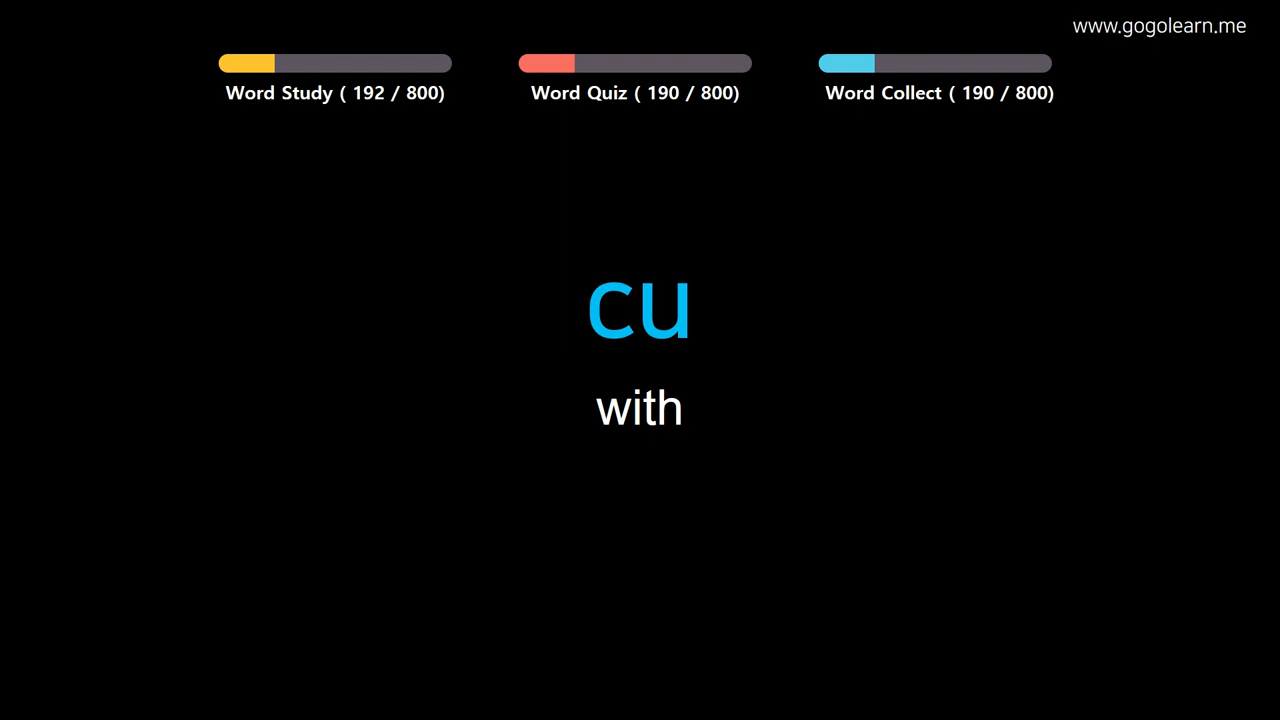 www.gogolearn.me
Word Study ( 192 / 800)
Word Quiz ( 190 / 800)
Word Collect ( 190 / 800)
cu
with